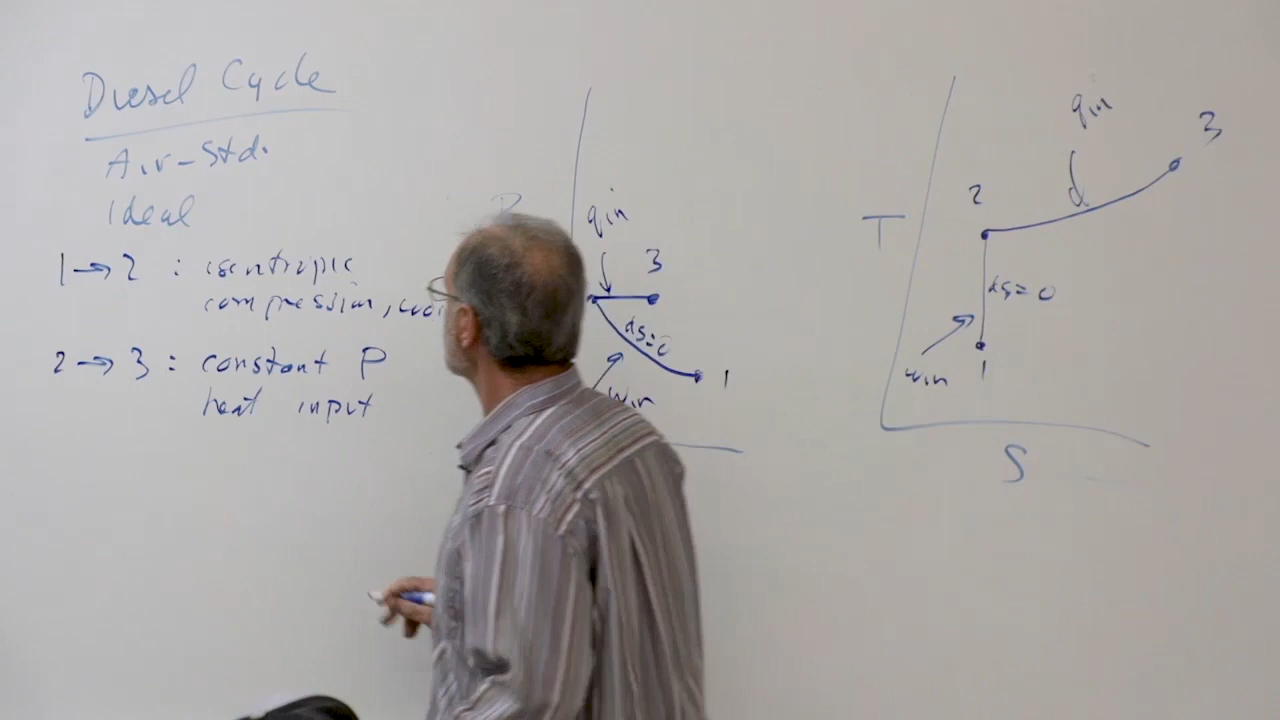 Diesel Cycle
Air-Std.
Ideal
1→2 : isentropic
compression,
2→3 : constant P
heat input
P
qin
3
ds=0
win
1
qin
3
2
T
ds=0
win
1
S